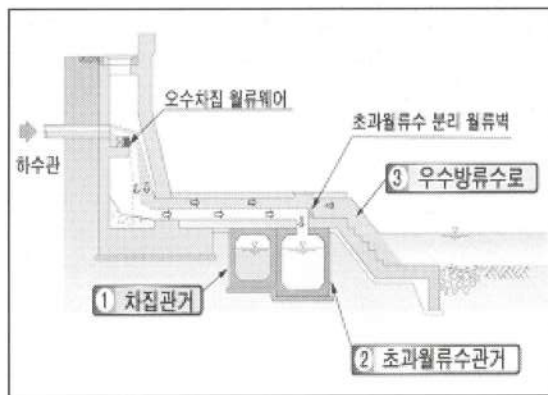 오수차집 월류웨어
초과월류수 분리 월류벽
하수관
③ 우수방류수로
① 차집관거
② 초과월류수관거